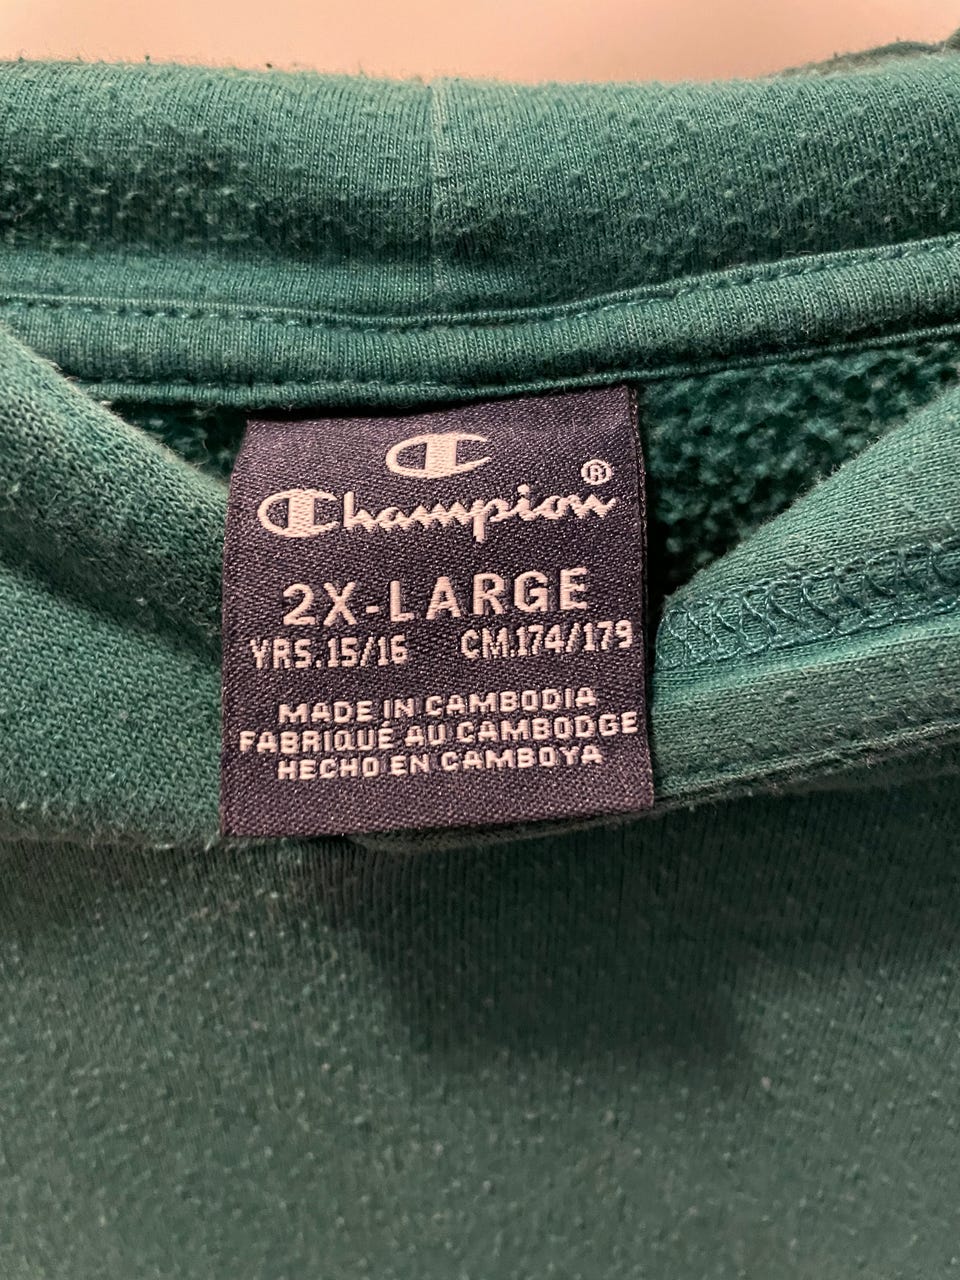 Champion®
2X-LARGE
YRS.15/16 CM.174/179
MADE IN CAMBODIA
FABRIQUÉ AU CAMBODGE
HECHO EN CAMBOYA